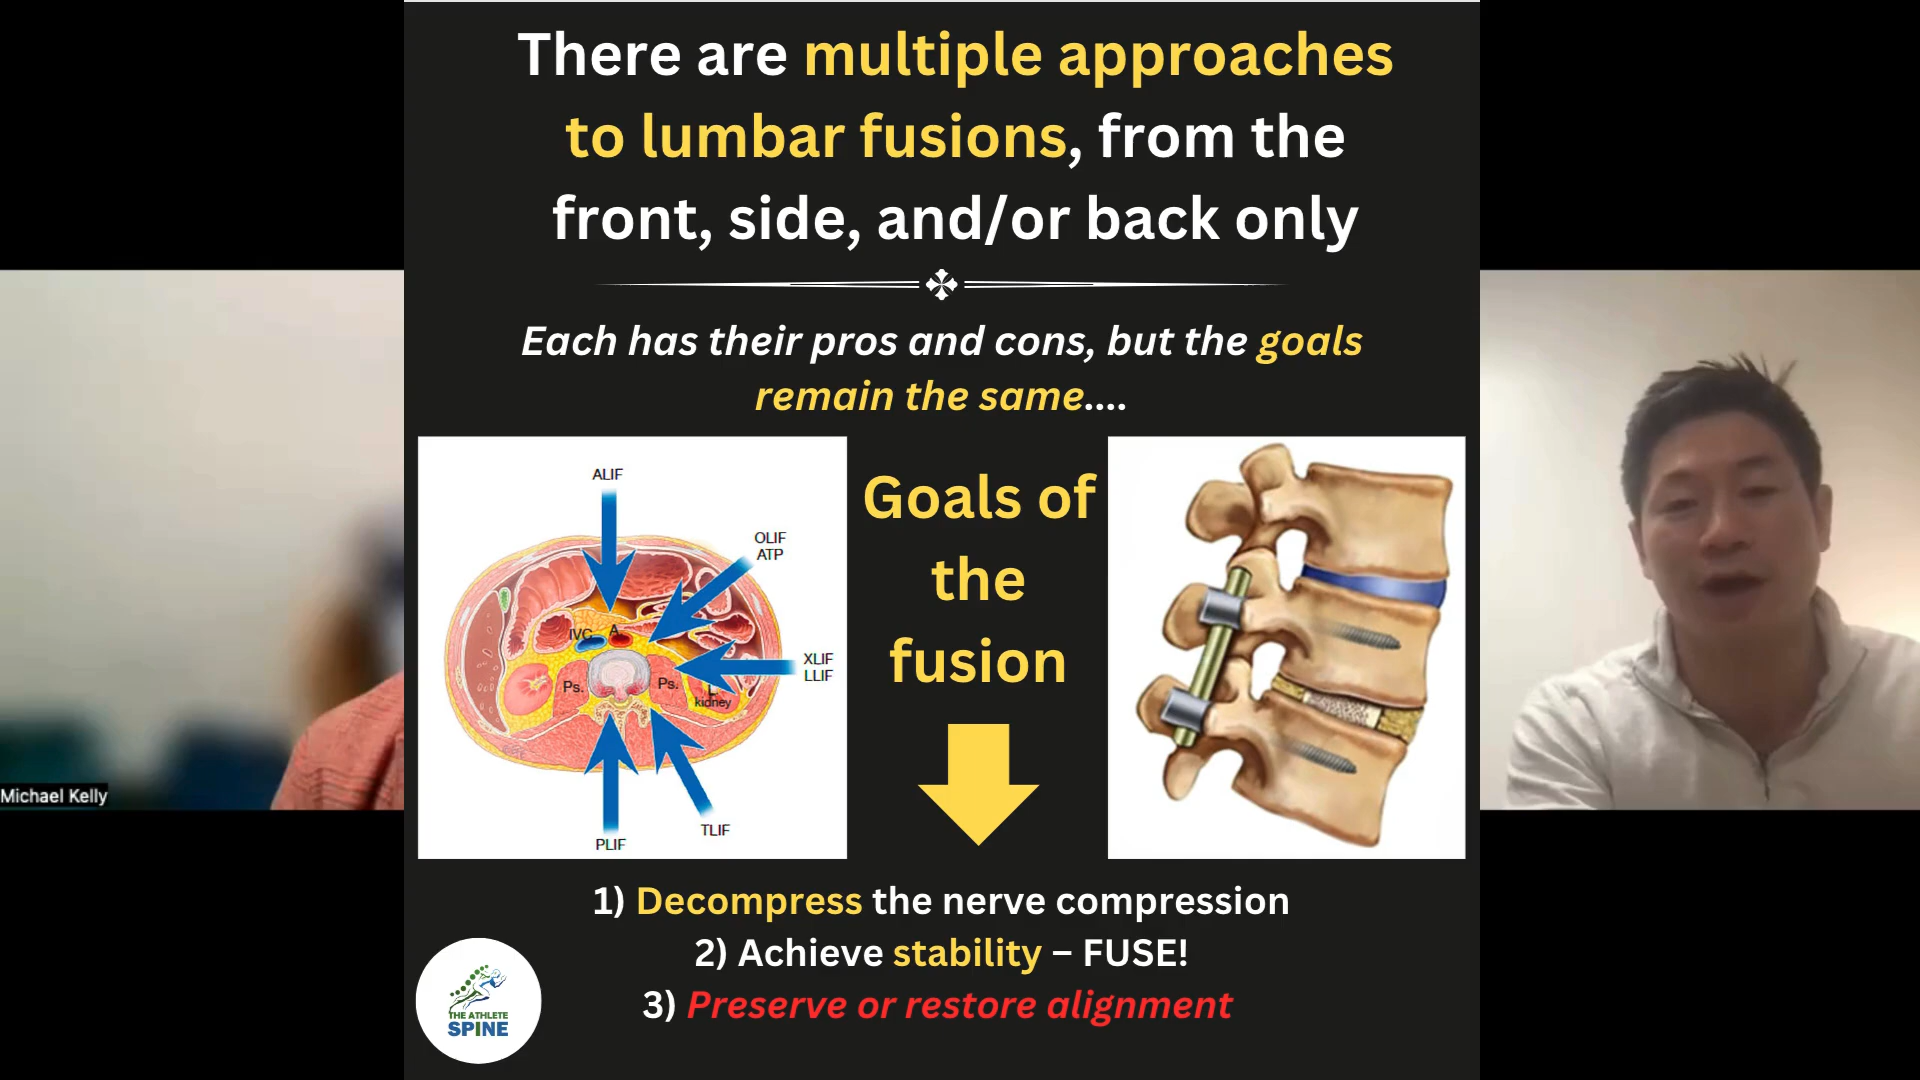 There are multiple approaches
to lumbar fusions, from the
front, side, and/or back only
Each has their pros and cons, but the goals
remain the same....
ALIF
OLIF
ATP
XLIF
LLIF
IVC
A
Ps.
Ps.
L
kidney
TLIF
PLIF
Goals of
the
fusion
1) Decompress the nerve compression
2) Achieve stability – FUSE!
3) Preserve or restore alignment
THE ATHLETE
SPINE
Michael Kelly